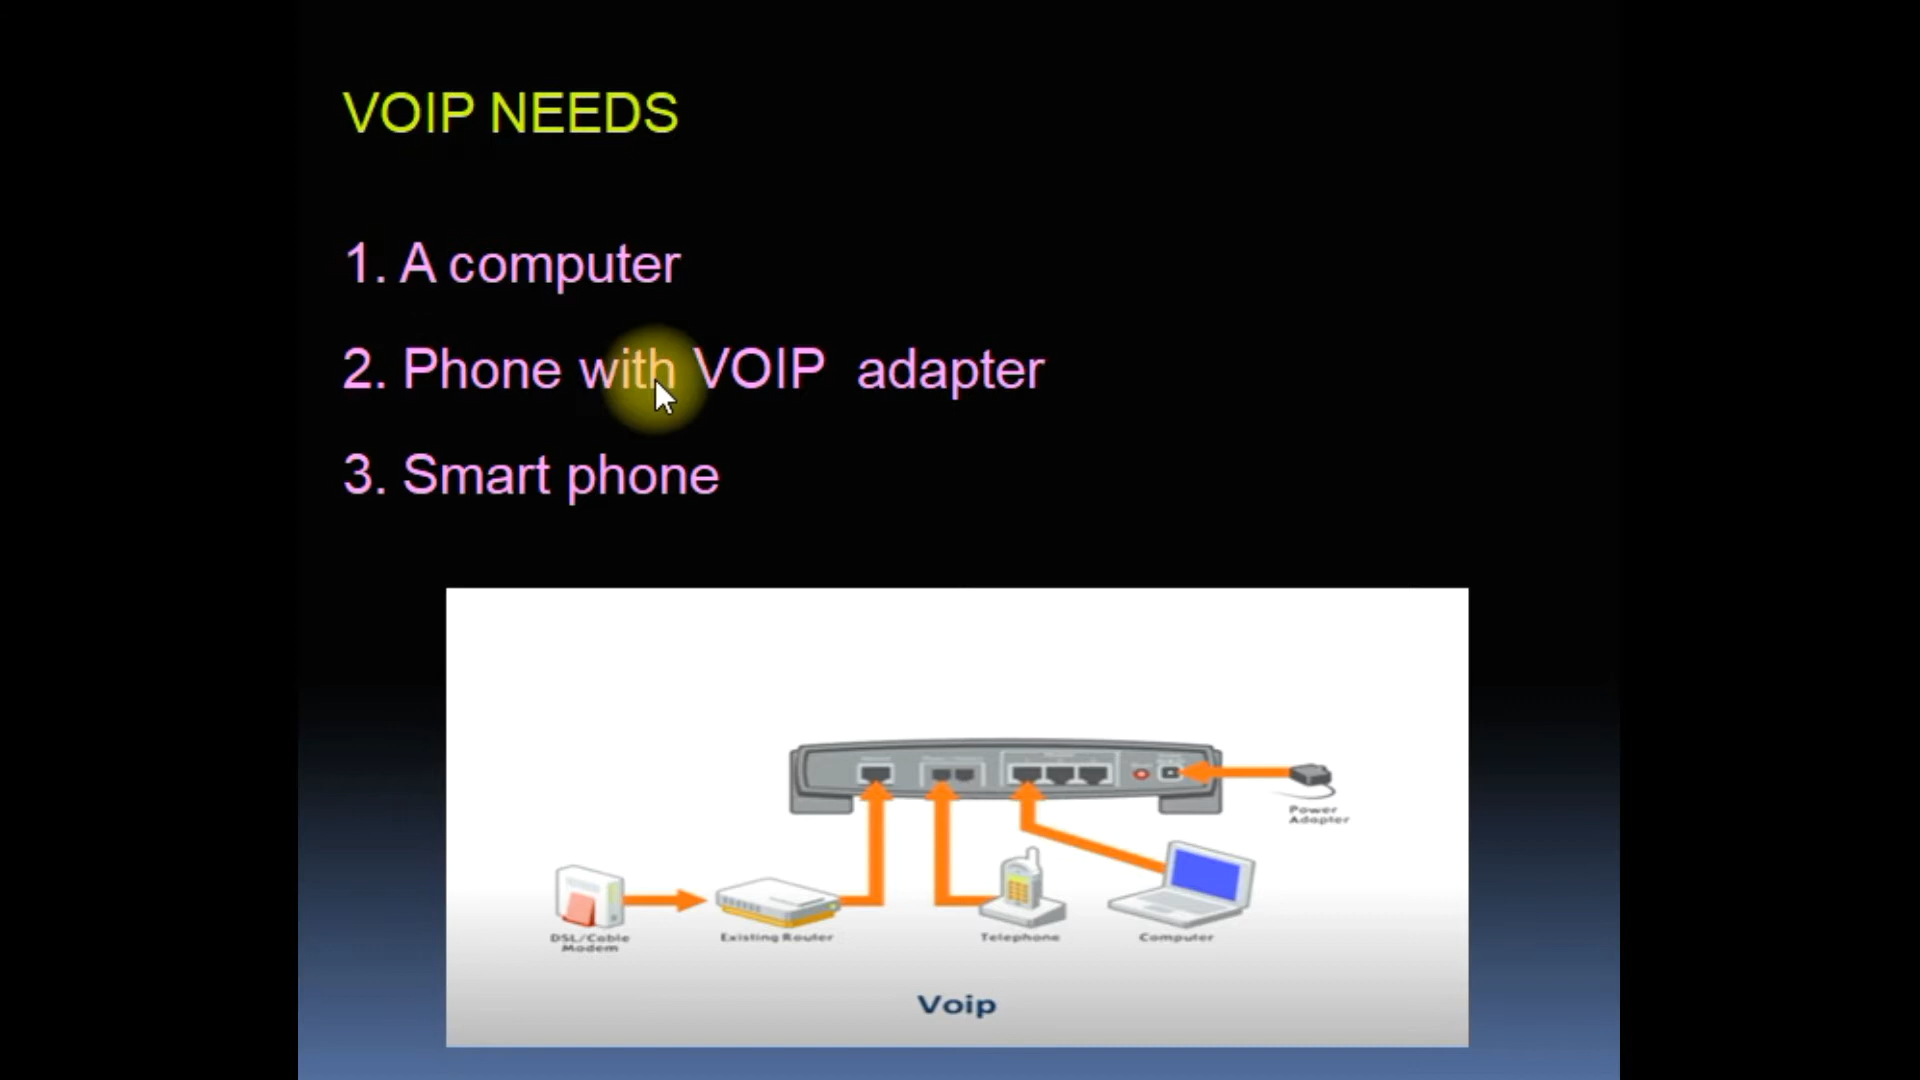 VOIP NEEDS
1. A computer
2. Phone with VOIP adapter
3. Smart phone
Power
Adapter
DSL/Cable
Modem
Existing Router
Telephone
Computer
Voip